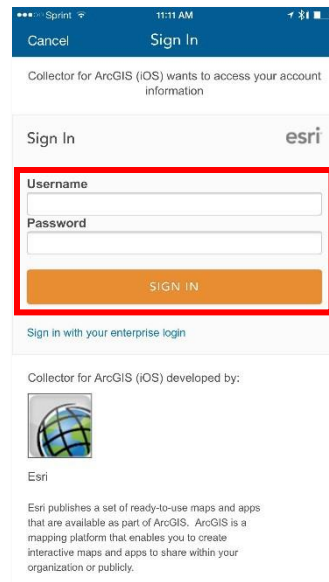 Sprint 11:11 AM
Cancel Sign In
Collector for ArcGIS (iOS) wants to access your account
information
Sign In esri
Username
Password
SIGN IN
Sign in with your enterprise login
Collector for ArcGIS (iOS) developed by:
Esri
Esri publishes a set of ready-to-use maps and apps
that are available as part of ArcGIS. ArcGIS is a
mapping platform that enables you to create
interactive maps and apps to share within your
organization or publicly.